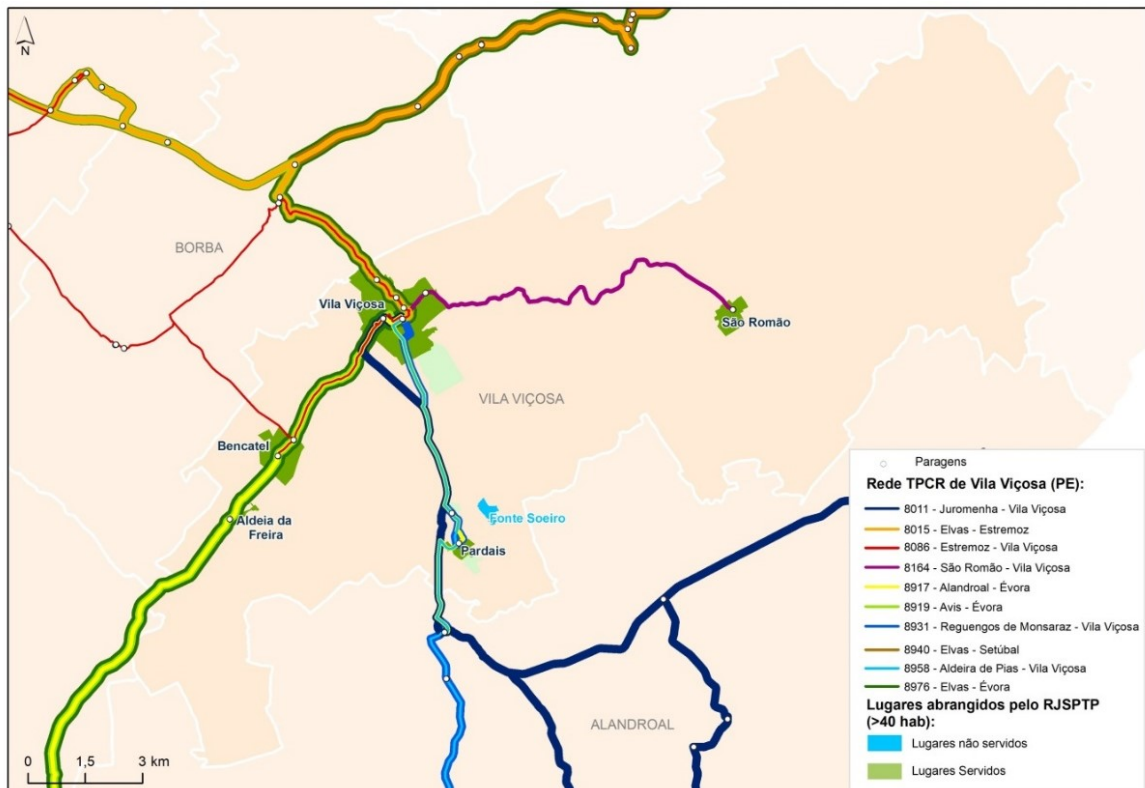 N
BORBA
Vila Viçosa
São Romão
VILA VIÇOSA
Bencatel
Aldeia da
Freira
Fonte Soeiro
Pardais
ALANDROAL
0 1,5 3 km
Paragens
Rede TPCR de Vila Viçosa (PE):
8011 - Juromenha - Vila Viçosa
8015 - Elvas - Estremoz
8086 - Estremoz - Vila Viçosa
8164 - São Romão - Vila Viçosa
8917 - Alandroal - Évora
8919 - Avis - Évora
8931 - Reguengos de Monsaraz - Vila Viçosa
8940 - Elvas - Setúbal
8958 - Aldeira de Pias - Vila Viçosa
8976 - Elvas - Évora
Lugares abrangidos pelo RJSPTP
(>40 hab):
Lugares não servidos
Lugares Servidos